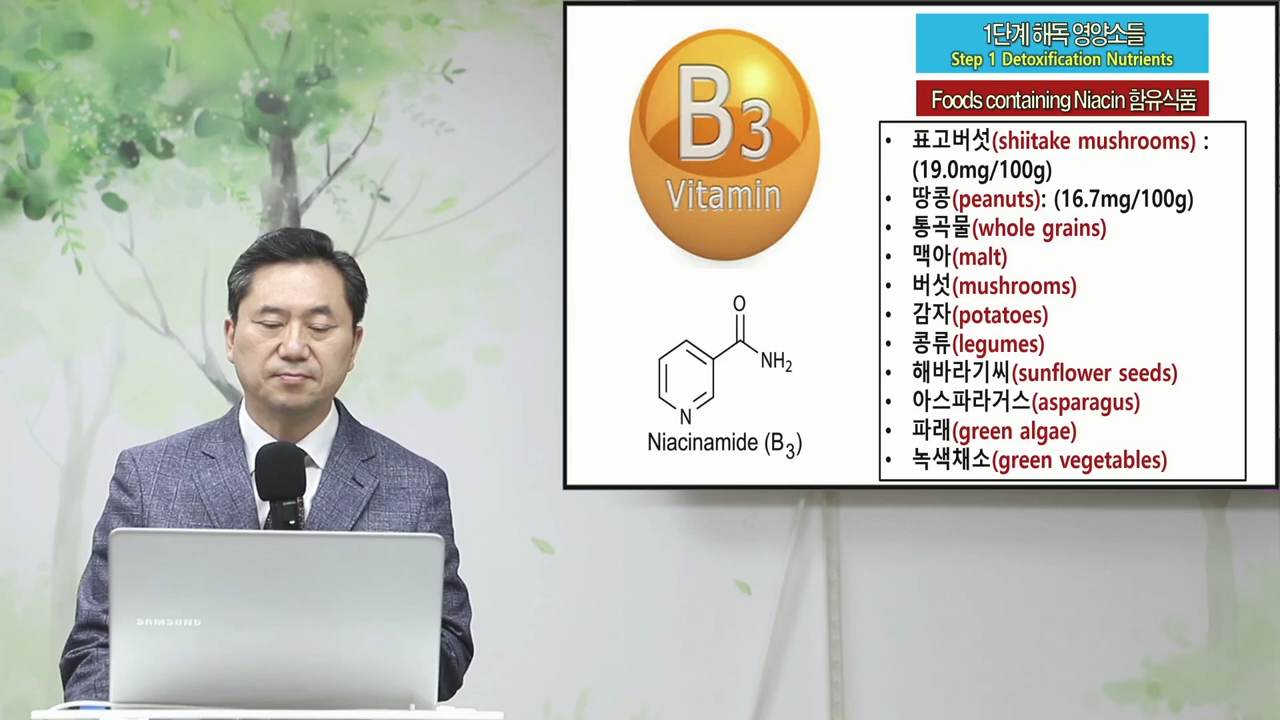 B3
Vitamin
O
NH2
N
Niacinamide (B3)
1단계 해독 영양소들
Step 1 Detoxification Nutrients
Foods containing Niacin 함유식품
• 표고버섯(shiitake mushrooms) :
(19.0mg/100g)
• 땅콩(peanuts): (16.7mg/100g)
• 통곡물(whole grains)
• 맥아(malt)
• 버섯(mushrooms)
• 감자(potatoes)
• 콩류(legumes)
• 해바라기씨(sunflower seeds)
• 아스파라거스(asparagus)
• 파래(green algae)
• 녹색채소(green vegetables)
SAMSUNG